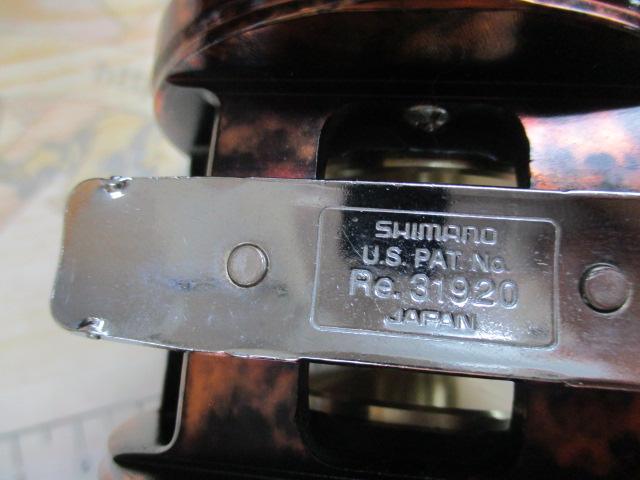 SHIMANO
U.S. PAT. No.
Re. 31920
JAPAN